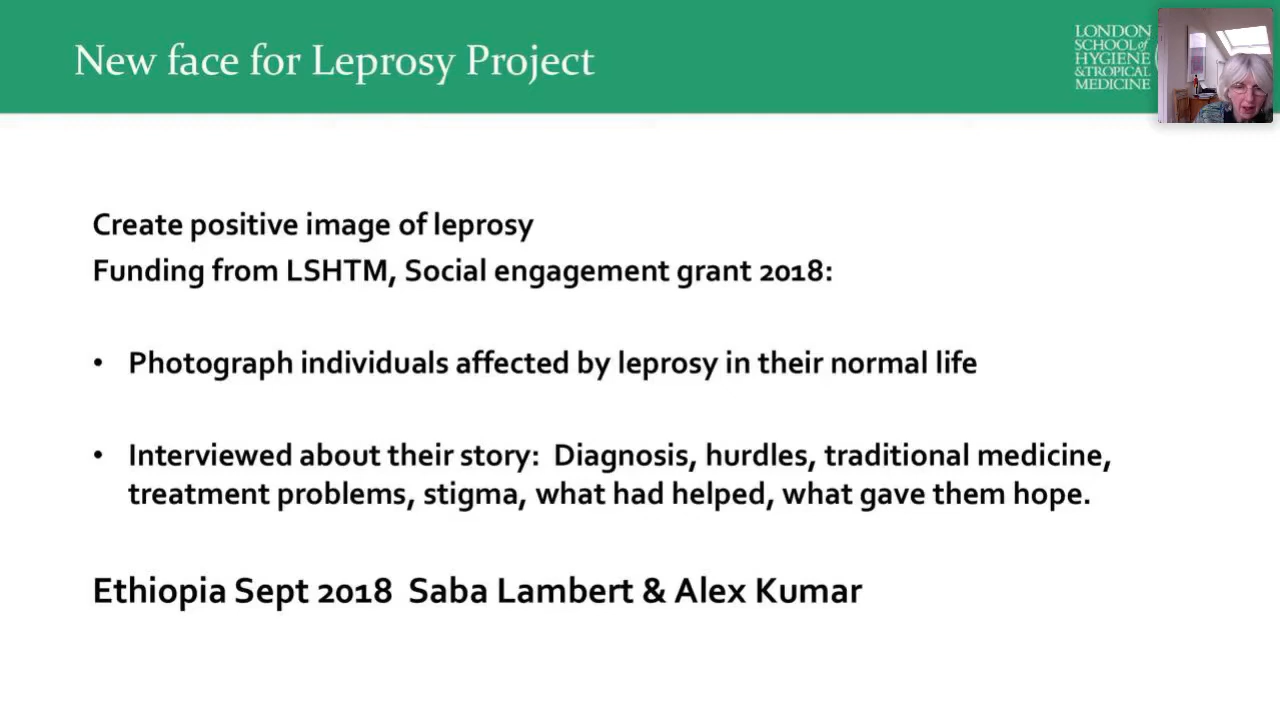 New face for Leprosy Project
LONDON
SCHOOL of
HYGIENE
& TROPICAL
MEDICINE
Create positive image of leprosy
Funding from LSHTM, Social engagement grant 2018:
• Photograph individuals affected by leprosy in their normal life
• Interviewed about their story: Diagnosis, hurdles, traditional medicine,
treatment problems, stigma, what had helped, what gave them hope.
Ethiopia Sept 2018 Saba Lambert & Alex Kumar